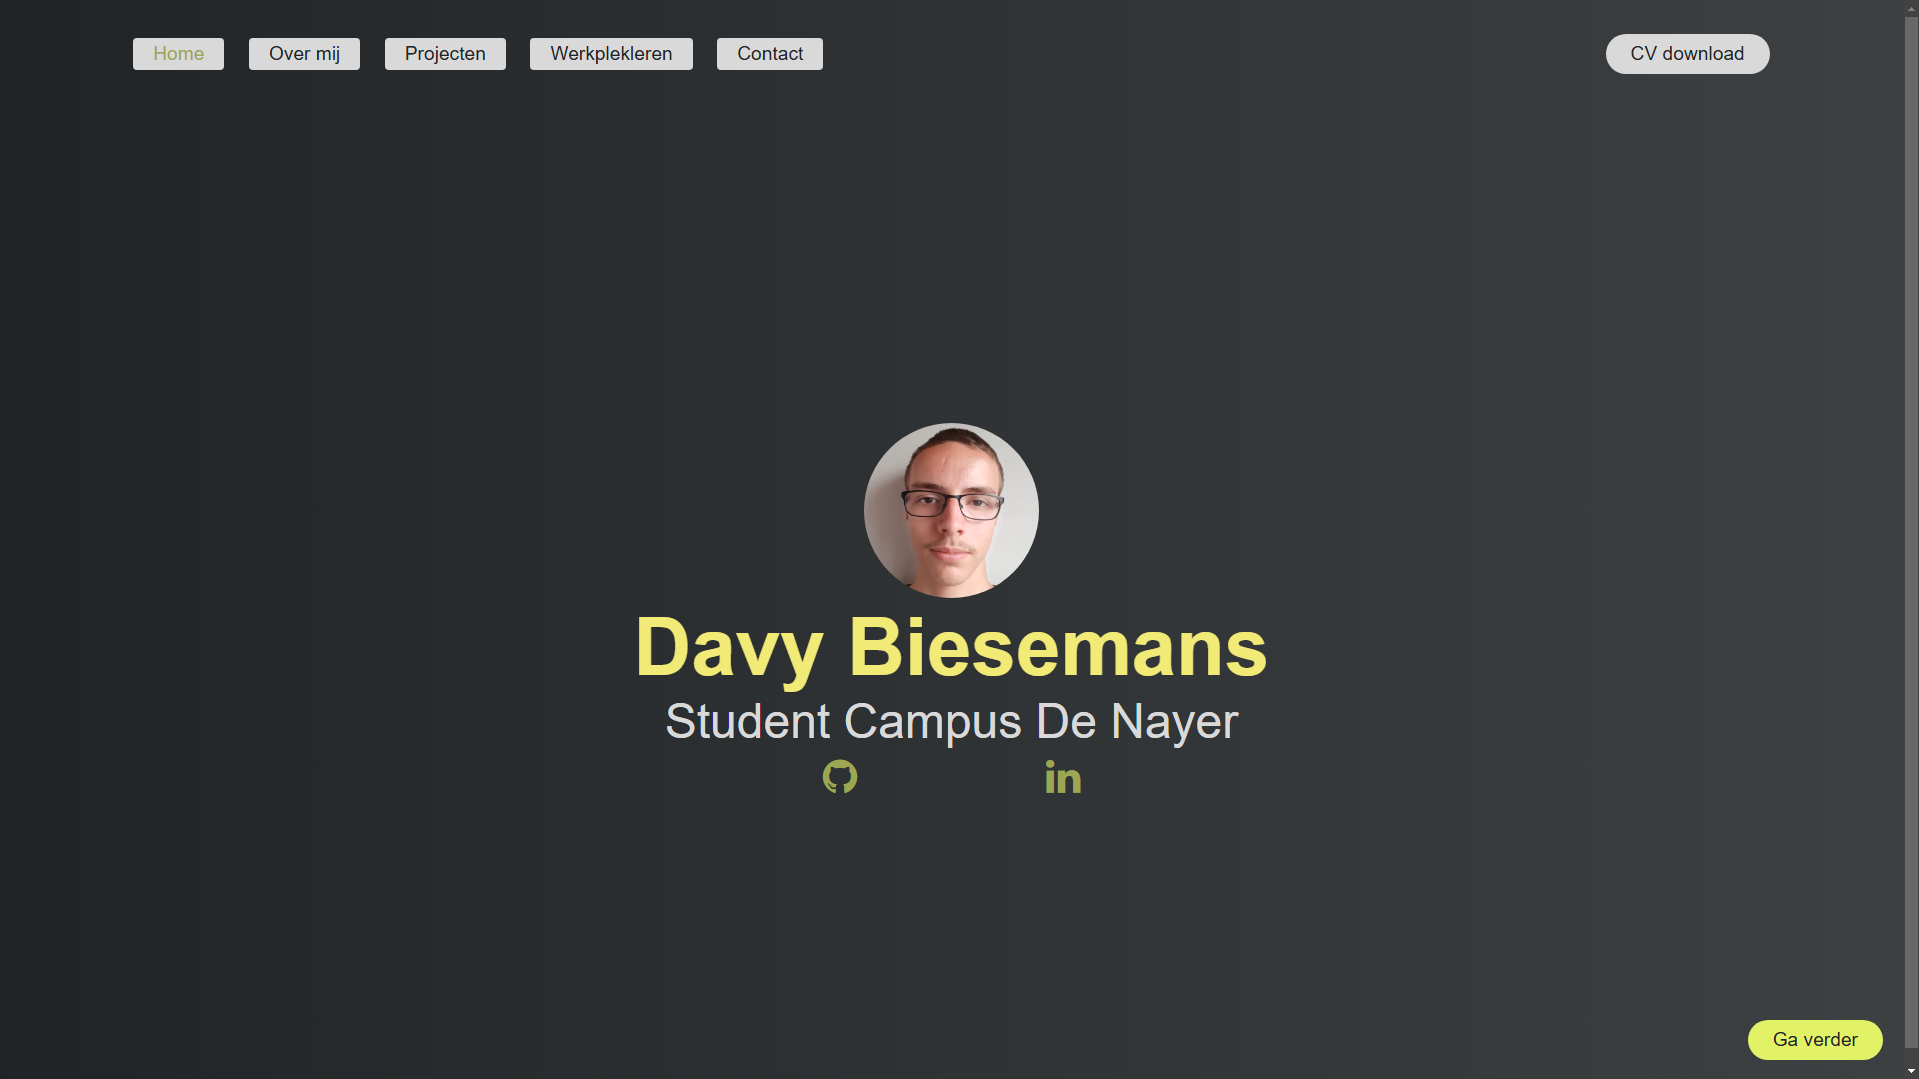 Home
Over mij
Projecten
Werkplekleren
Contact
CV download
Davy Biesemans
Student Campus De Nayer
in
Ga verder